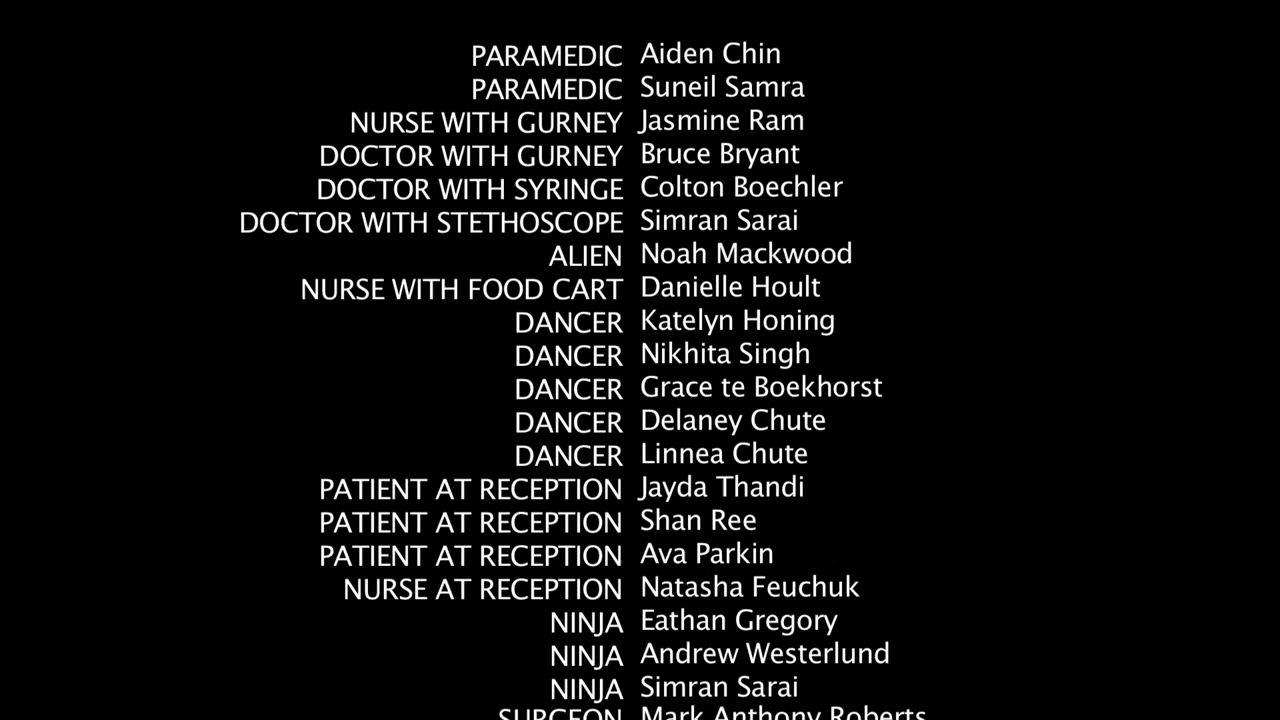 PARAMEDIC Aiden Chin
PARAMEDIC Suneil Samra
NURSE WITH GURNEY Jasmine Ram
DOCTOR WITH GURNEY Bruce Bryant
DOCTOR WITH SYRINGE Colton Boechler
DOCTOR WITH STETHOSCOPE Simran Sarai
ALIEN Noah Mackwood
NURSE WITH FOOD CART Danielle Hoult
DANCER Katelyn Honing
DANCER Nikhita Singh
DANCER Grace te Boekhorst
DANCER Delaney Chute
DANCER Linnea Chute
PATIENT AT RECEPTION Jayda Thandi
PATIENT AT RECEPTION Shan Ree
PATIENT AT RECEPTION Ava Parkin
NURSE AT RECEPTION Natasha Feuchuk
NINJA Eathan Gregory
NINJA Andrew Westerlund
NINJA Simran Sarai
SURGEON Mark Anthony Roberts